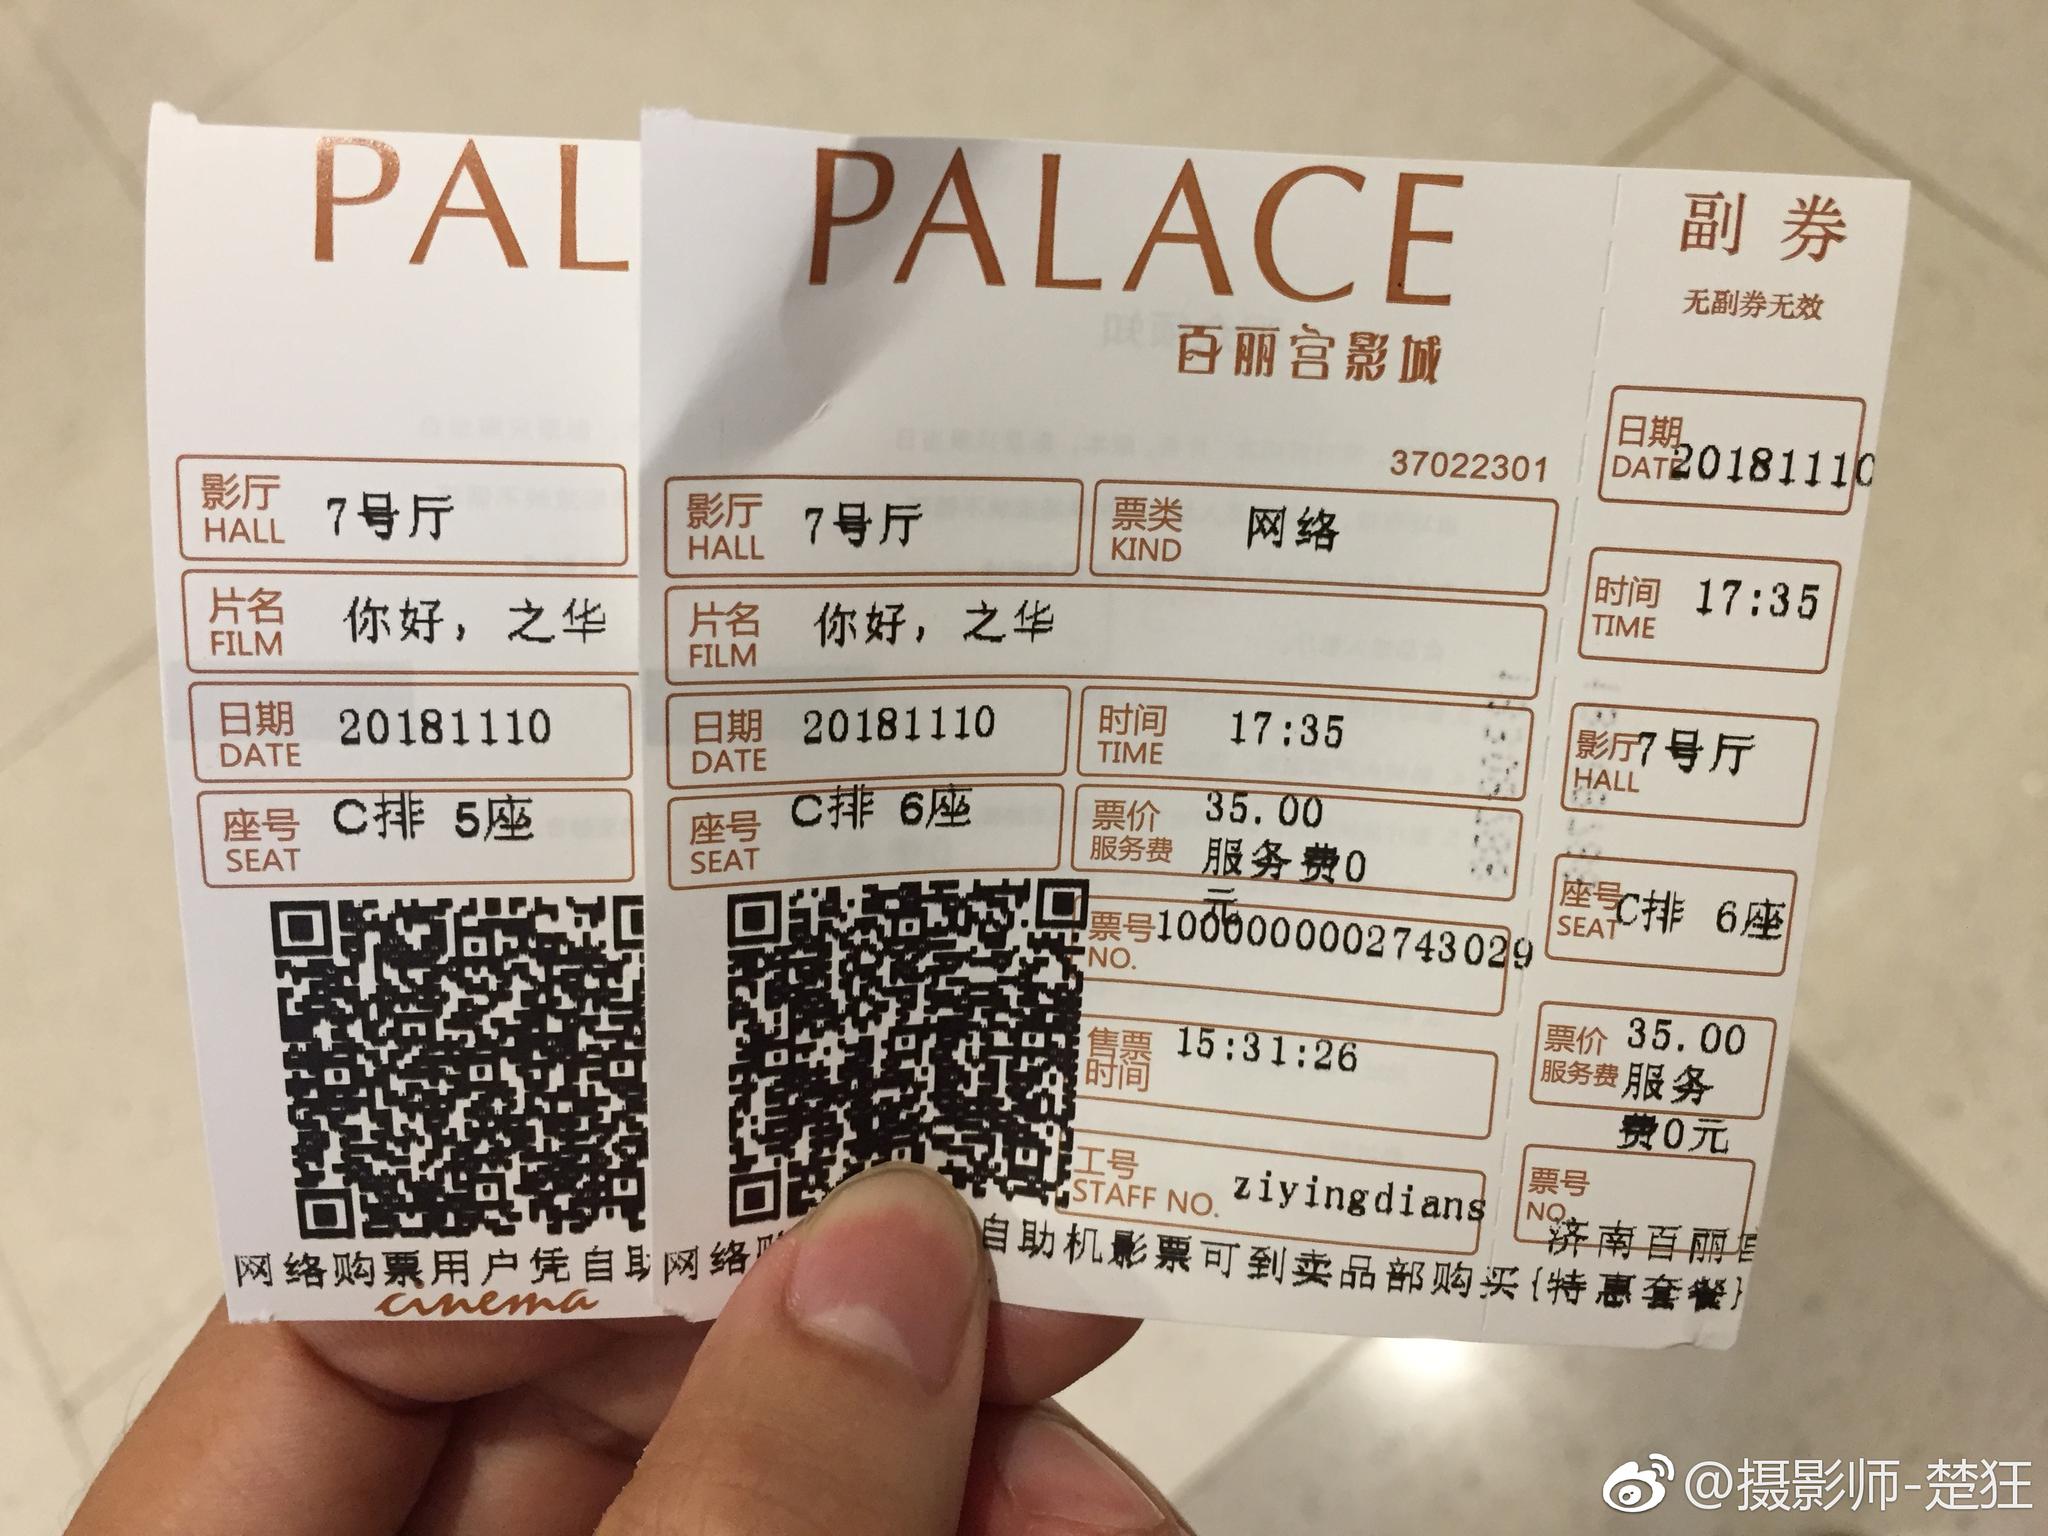 PAL
影厅
HALL
7号厅
片名
FILM
你好，之华
日期
DATE
20181110
座号
SEAT
C排 5座
网络购票用户凭自助
cinema
PALACE
百丽宫影城
37022301
影厅
HALL
7号厅
票类
KIND
网络
片名
FILM
你好，之华
日期
DATE
20181110
时间
TIME
17:35
座号
SEAT
C排 6座
票价
服务费
35.00
服务费0
元
票号
NO.
1000000002743029
售票
时间
15:31:26
工号
STAFF NO.
ziyingdians
网络购
自助机影票可到卖品部购买{特惠套餐}
副券
无副券无效
日期
DATE
20181110
时间
TIME
17:35
影厅
HALL
7号厅
座号
SEAT
C排 6座
票价
服务费
35.00
服务
费0元
票号
NO.
济南百丽宫
@摄影师-楚狂